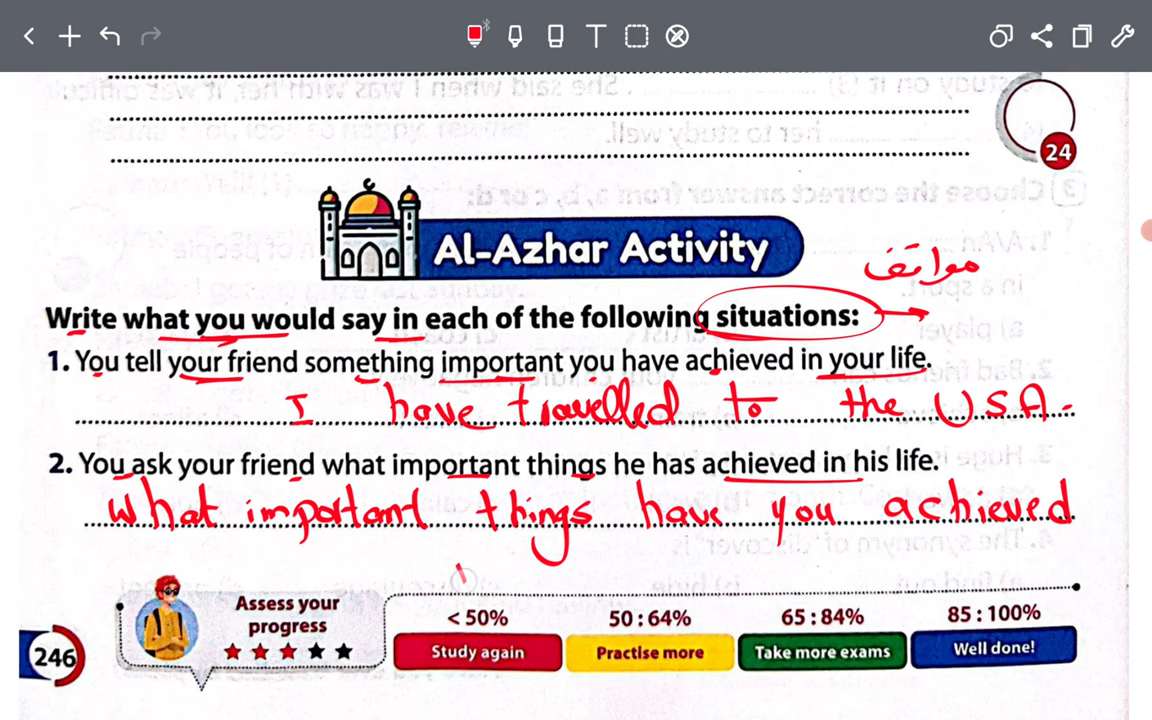 24
Al-Azhar Activity
مواقف
Write what you would say in each of the following situations:
1. You tell your friend something important you have achieved in your life.
I have travelled to the USA.
2. You ask your friend what important things he has achieved in his life.
What important things have you achieved
Assess your
progress
< 50% 50 : 64% 65 : 84% 85 : 100%
Study again Practise more Take more exams Well done!
246